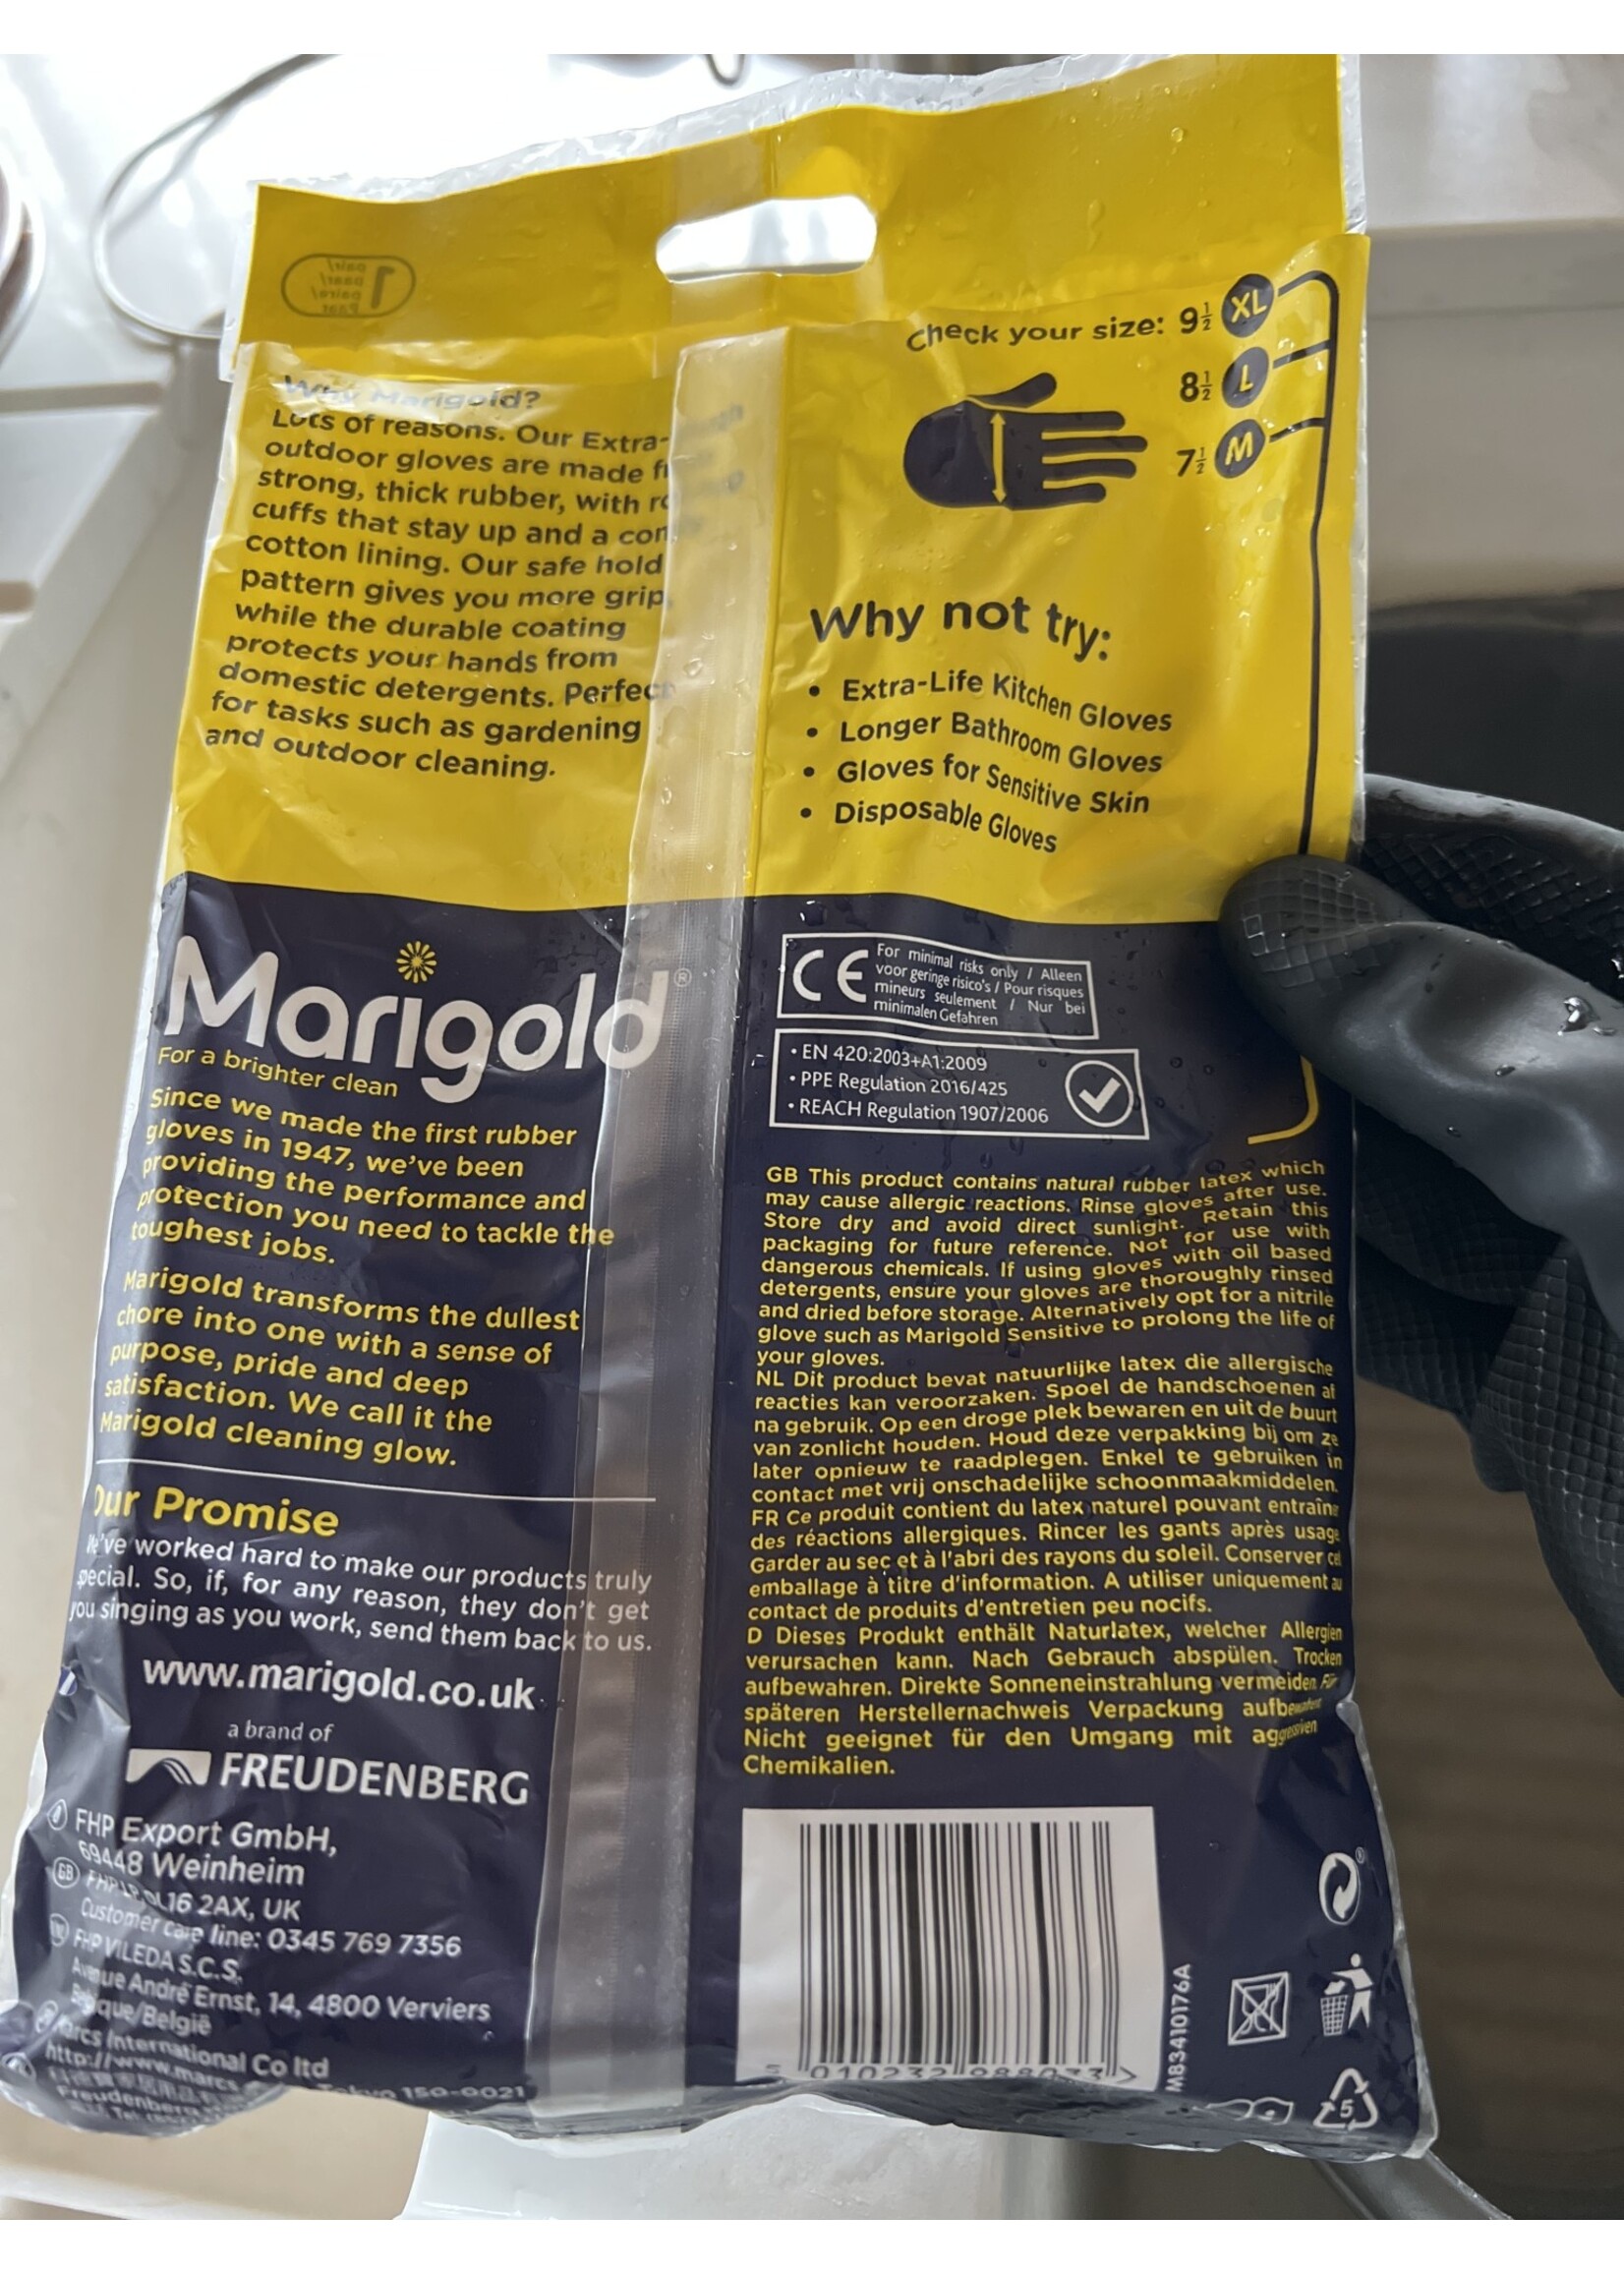 Why Marigold?
Lots of reasons. Our Extra-
outdoor gloves are made
strong, thick rubber, with
cuffs that stay up and a
cotton lining. Our safe hold
pattern gives you more grip,
while the durable coating
protects your hands from
domestic detergents. Perfect
for tasks such as gardening
and outdoor cleaning.
Marigold®
For a brighter clean
Since we made the first rubber
gloves in 1947, we've been
providing the performance and
protection you need to tackle the
toughest jobs.
Marigold transforms the dullest
chore into one with a sense of
purpose, pride and deep
satisfaction. We call it the
Marigold cleaning glow.
Our Promise
We've worked hard to make our products truly
special. So, if, for any reason, they don't get
you singing as you work, send them back to us.
www.marigold.co.uk
a brand of
FREUDENBERG
FHP Export GmbH,
69448 Weinheim
GB FHP LP, OL16 2AX, UK
Customer care line: 0345 769 7356
FHP VILEDA S.C.S.
Avenue André Ernst, 14, 4800 Verviers
Belgique/België
Marcs International Co ltd
http://www.marcs
Tokyo 150-0021
Freudenberg
Check your size: 9½ XL
8½ L
7½ M
Why not try:
• Extra-Life Kitchen Gloves
• Longer Bathroom Gloves
• Gloves for Sensitive Skin
• Disposable Gloves
CE For minimal risks only / Alleen
voor geringe risico's / Pour risques
mineurs seulement / Nur bei
minimalen Gefahren
• EN 420:2003+A1:2009
• PPE Regulation 2016/425
• REACH Regulation 1907/2006
GB This product contains natural rubber latex which
may cause allergic reactions. Rinse gloves after use.
Store dry and avoid direct sunlight. Retain this
packaging for future reference. Not for use with
dangerous chemicals. If using gloves with oil based
detergents, ensure your gloves are thoroughly rinsed
and dried before storage. Alternatively opt for a nitrile
glove such as Marigold Sensitive to prolong the life of
your gloves.
NL Dit product bevat natuurlijke latex die allergische
reacties kan veroorzaken. Spoel de handschoenen af
na gebruik. Op een droge plek bewaren en uit de buurt
van zonlicht houden. Houd deze verpakking bij om ze
later opnieuw te raadplegen. Enkel te gebruiken in
contact met vrij onschadelijke schoonmaakmiddelen.
FR Ce produit contient du latex naturel pouvant entraîner
des réactions allergiques. Rincer les gants après usage
Garder au sec et à l'abri des rayons du soleil. Conserver cet
emballage à titre d'information. A utiliser uniquement au
contact de produits d'entretien peu nocifs.
D Dieses Produkt enthält Naturlatex, welcher Allergien
verursachen kann. Nach Gebrauch abspülen. Trocken
aufbewahren. Direkte Sonneneinstrahlung vermeiden. Für
späteren Herstellernachweis Verpackung aufbewahren.
Nicht geeignet für den Umgang mit aggressiven
Chemikalien.
5 010232 988033 >
MB3410176A
5